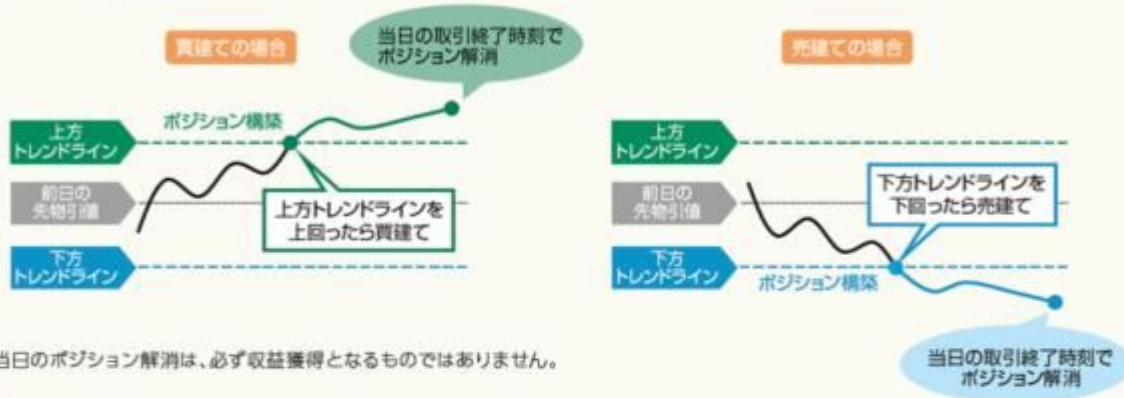 買建ての場合
当日の取引終了時刻で
ポジション解消
上方
トレンドライン
ポジション構築
前日の
先物引値
上方トレンドラインを
上回ったら買建て
下方
トレンドライン
売建ての場合
上方
トレンドライン
前日の
先物引値
下方トレンドラインを
下回ったら売建て
下方
トレンドライン
ポジション構築
当日の取引終了時刻で
ポジション解消
当日のポジション解消は、必ず収益獲得となるものではありません。